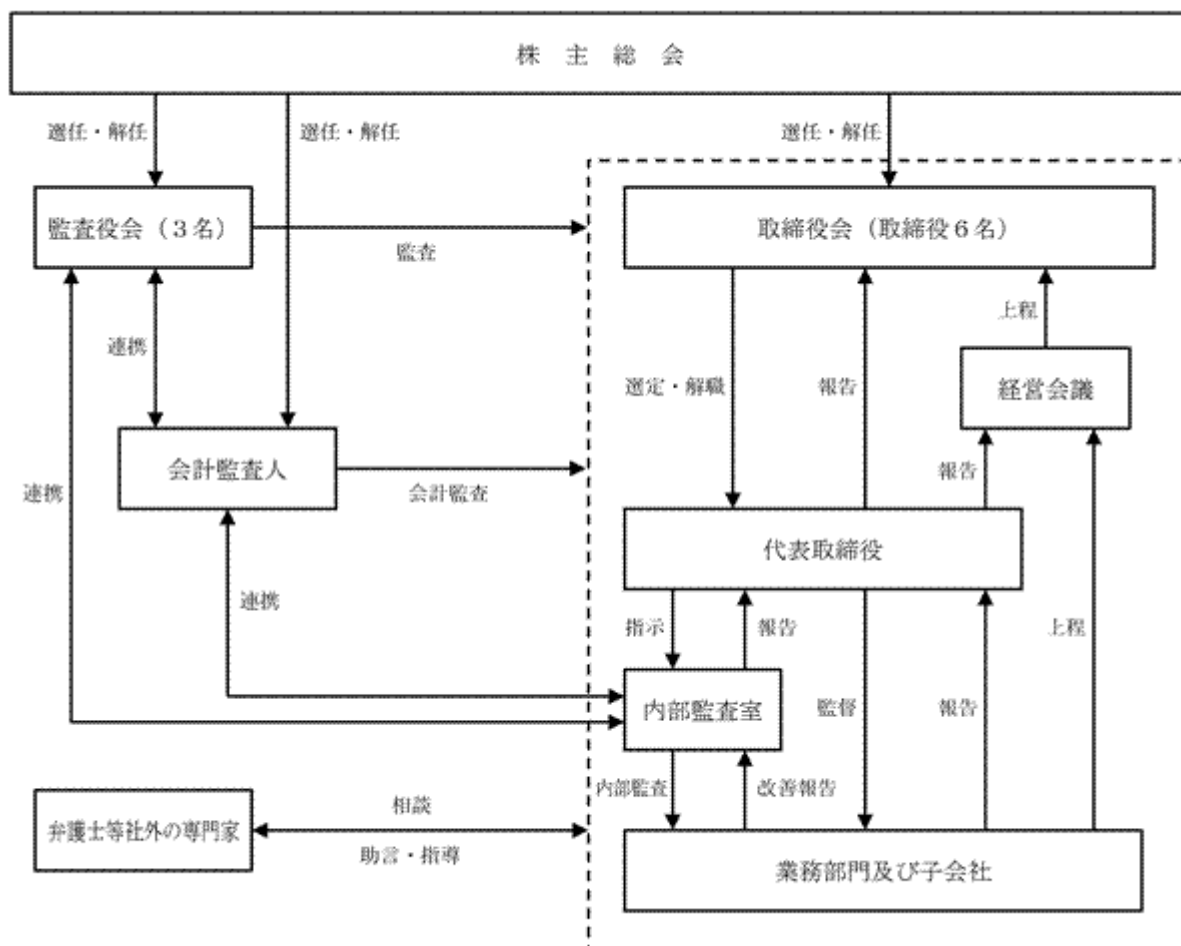 株 主 総 会
選任・解任
選任・解任
選任・解任
監査役会（３名）
取締役会（取締役６名）
監査
上程
連携
経営会議
選定・解職
報告
会計監査人
報告
連携
会計監査
代表取締役
連携
指示
報告
上程
内部監査室
監督
報告
内部監査
改善報告
相談
弁護士等社外の専門家
助言・指導
業務部門及び子会社